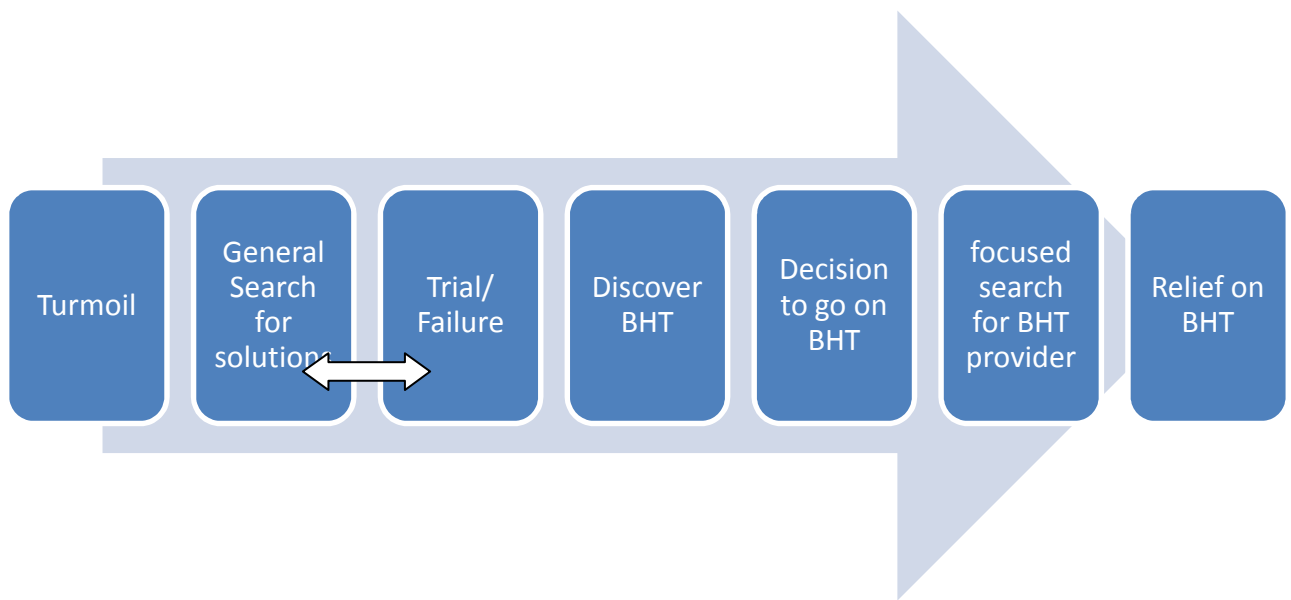 Turmoil
General
Search
for
solutions
Trial/
Failure
Discover
BHT
Decision
to go on
BHT
focused
search
for BHT
provider
Relief on
BHT